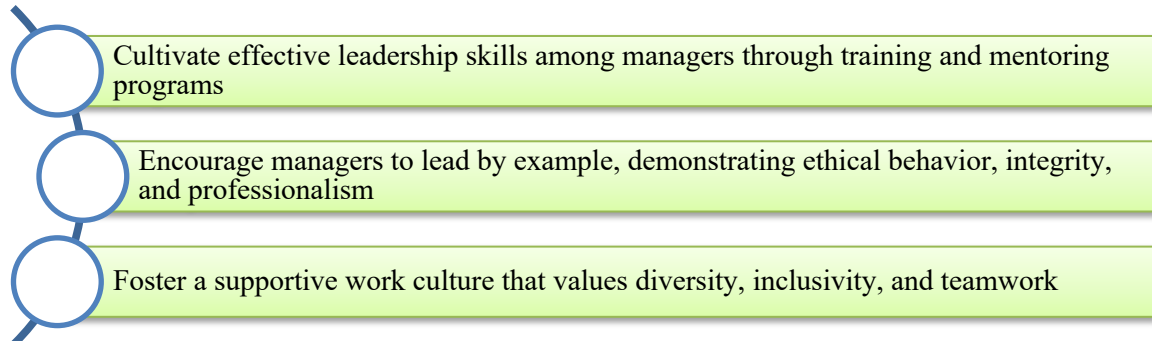 Cultivate effective leadership skills among managers through training and mentoring
programs
Encourage managers to lead by example, demonstrating ethical behavior, integrity,
and professionalism
Foster a supportive work culture that values diversity, inclusivity, and teamwork